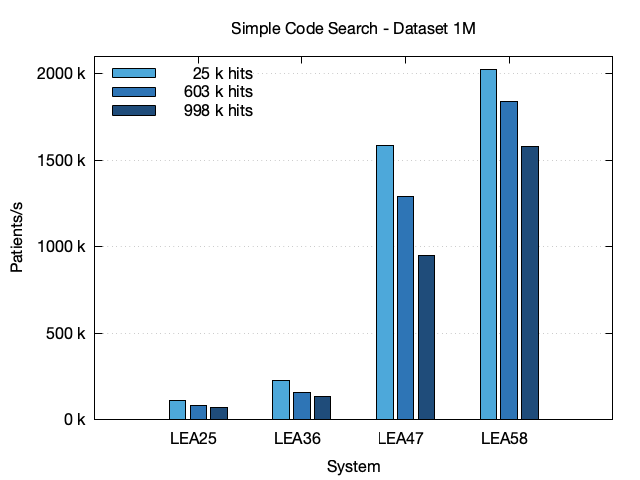 Simple Code Search - Dataset 1M
2000 k
1500 k
1000 k
500 k
0 k
Patients/s
25 k hits
603 k hits
998 k hits
LEA25 LEA36 LEA47 LEA58
System